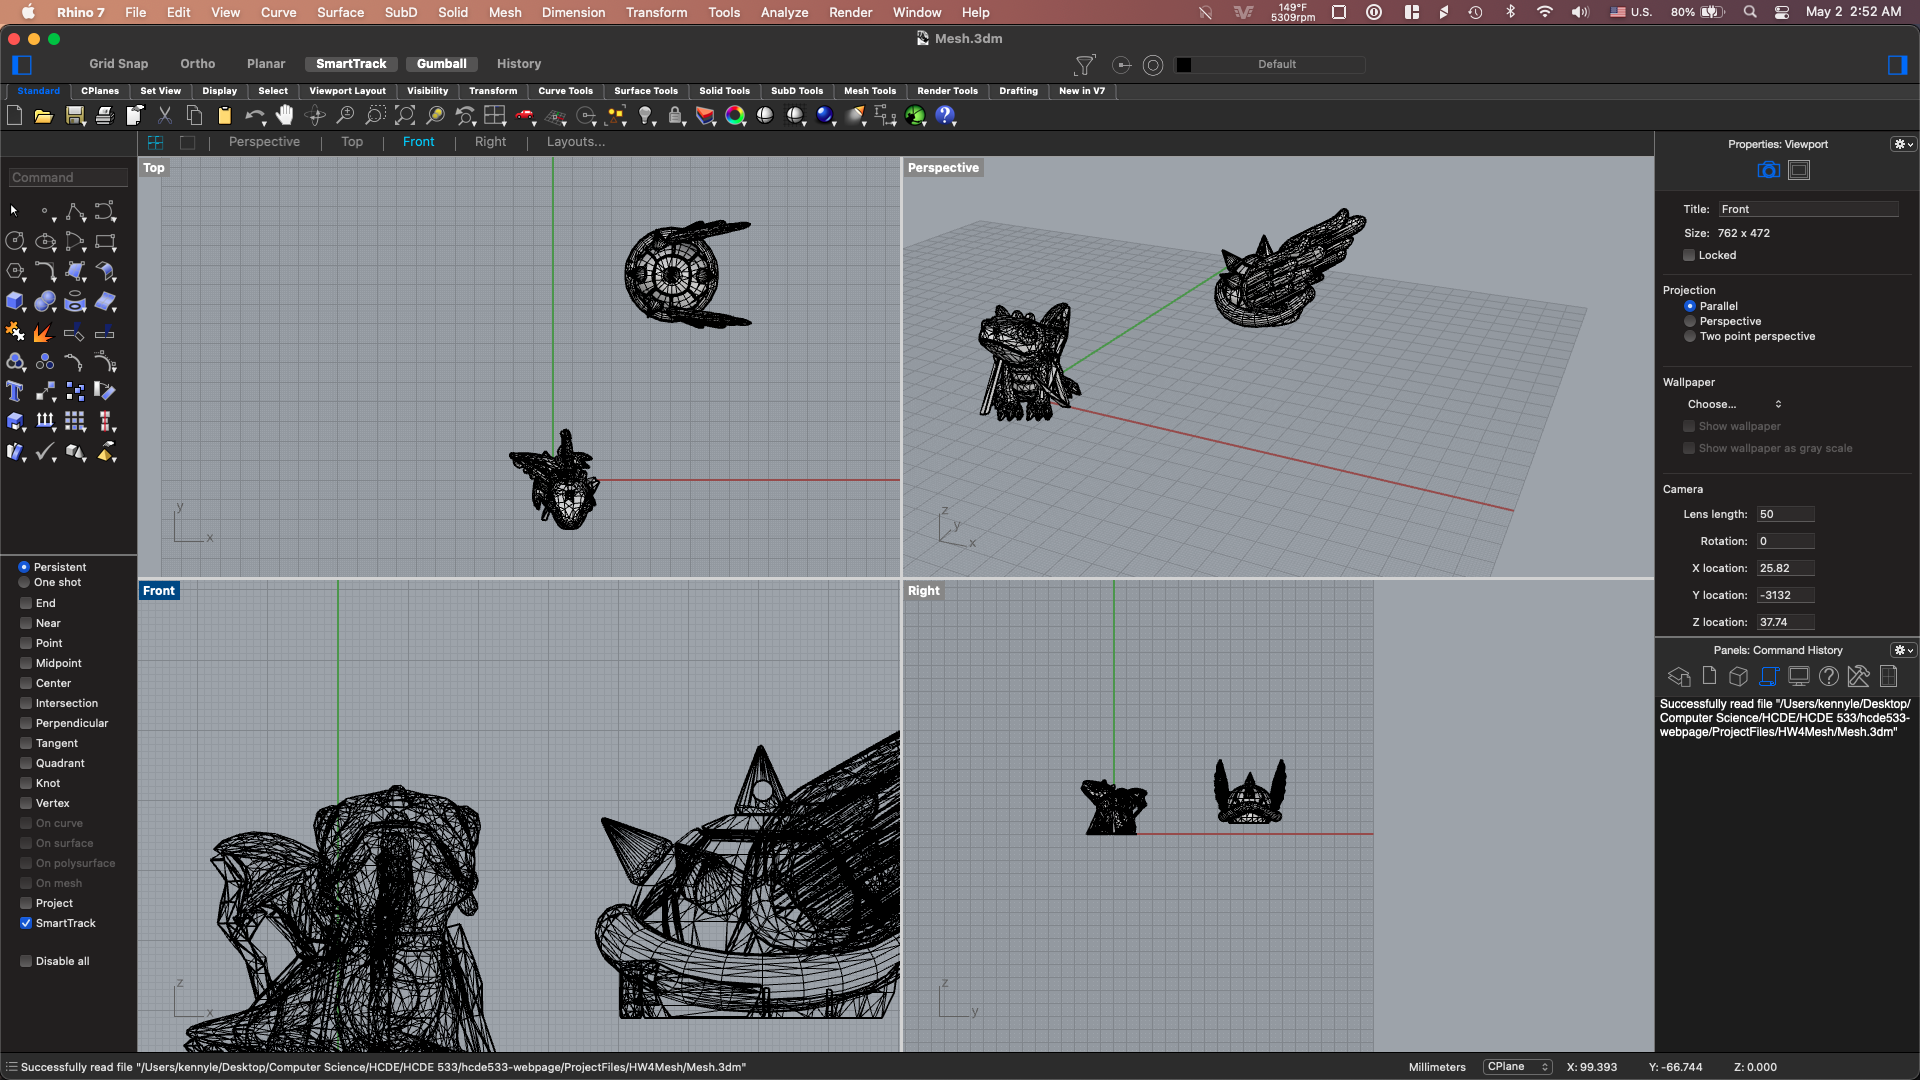 Rhino 7 File Edit View Curve Surface SubD Solid Mesh Dimension Transform Tools Analyze Render Window Help 149°F 5309rpm U.S. 80% May 2 2:52 AM
Mesh.3dm
Grid Snap Ortho Planar SmartTrack Gumball History Default
Standard CPlanes Set View Display Select Viewport Layout Visibility Transform Curve Tools Surface Tools Solid Tools SubD Tools Mesh Tools Render Tools Drafting New in V7
Perspective Top Front Right Layouts...
Command
Top
y
x
Perspective
z
y
x
Front
z
x
Right
z
y
Persistent
One shot
End
Near
Point
Midpoint
Center
Intersection
Perpendicular
Tangent
Quadrant
Knot
Vertex
On curve
On surface
On polysurface
On mesh
Project
SmartTrack
Disable all
Properties: Viewport
Title: Front
Size: 762 x 472
Locked
Projection
Parallel
Perspective
Two point perspective
Wallpaper
Choose...
Show wallpaper
Show wallpaper as gray scale
Camera
Lens length: 50
Rotation: 0
X location: 25.82
Y location: -3132
Z location: 37.74
Panels: Command History
Successfully read file "/Users/kennyle/Desktop/
Computer Science/HCDE/HCDE 533/hcde533-
webpage/ProjectFiles/HW4Mesh/Mesh.3dm"
Successfully read file "/Users/kennyle/Desktop/Computer Science/HCDE/HCDE 533/hcde533-webpage/ProjectFiles/HW4Mesh/Mesh.3dm"
Millimeters CPlane X: 99.393 Y: -66.744 Z: 0.000